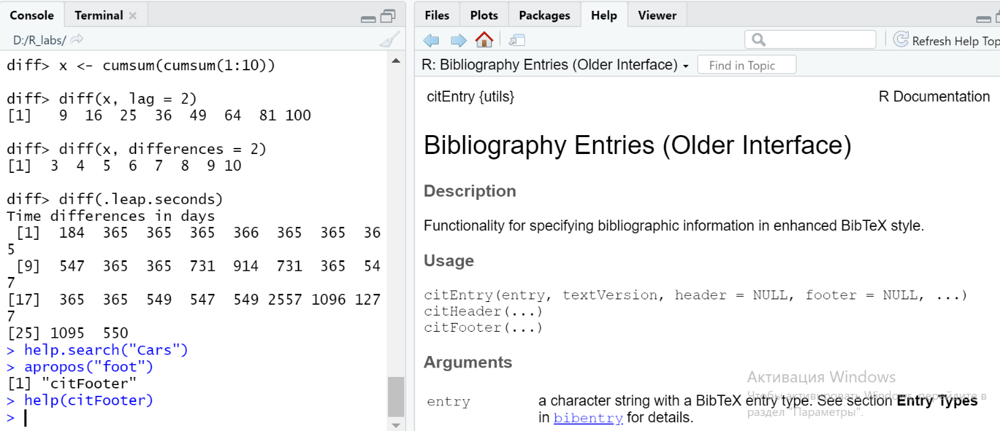 Console Terminal
D:/R_labs/
diff> x <- cumsum(cumsum(1:10))
diff> diff(x, lag = 2)
[1]   9  16  25  36  49  64  81 100
diff> diff(x, differences = 2)
[1]  3  4  5  6  7  8  9 10
diff> diff(.leap.seconds)
Time differences in days
 [1]  184  365  365  365  366  365  365  36
5
 [9]  547  365  365  731  914  731  365  54
7
[17]  365  365  549  547  549 2557 1096 127
7
[25] 1095  550
> help.search("Cars")
> apropos("foot")
[1] "citFooter"
> help(citFooter)
>
Files Plots Packages Help Viewer
Refresh Help Top
R: Bibliography Entries (Older Interface) Find in Topic
citEntry {utils} R Documentation
Bibliography Entries (Older Interface)
Description
Functionality for specifying bibliographic information in enhanced BibTeX style.
Usage
citEntry(entry, textVersion, header = NULL, footer = NULL, ...)
citHeader(...)
citFooter(...)
Arguments
entry a character string with a BibTeX entry type. See section Entry Types
in bibentry for details.
Активация Windows
Чтобы активировать Windows, перейдите в
раздел "Параметры".